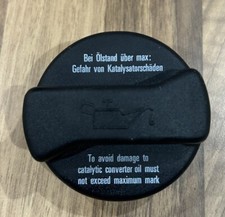 Bei Ölstand über max:
Gefahr von Katalysatorschäden
To avoid damage to
catalytic converter oil must
not exceed maximum mark